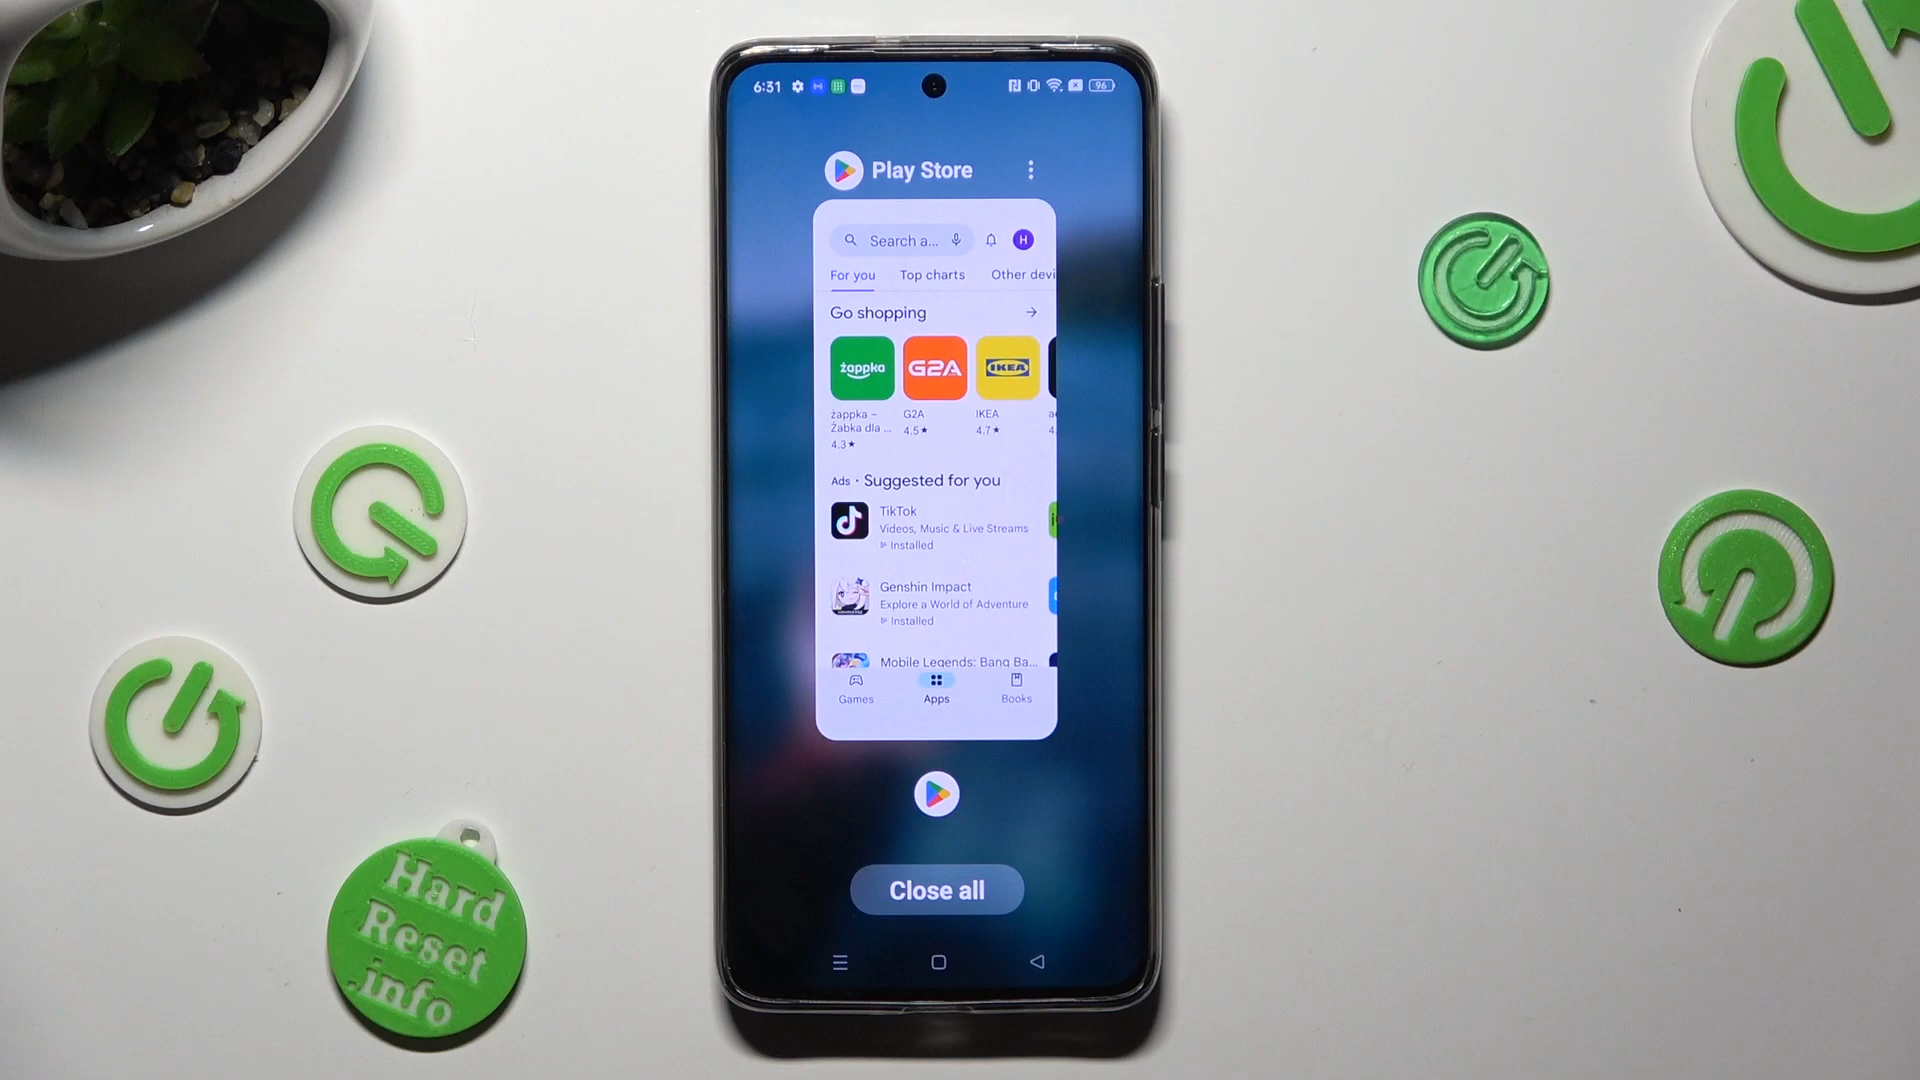 6:31
96
Play Store
Search a...
H
For you
Top charts
Other devi
Go shopping
żappka
G2A
IKEA
żappka –
Żabka dla ...
4.3★
G2A
4.5★
IKEA
4.7★
4.
Ads · Suggested for you
TikTok
Videos, Music & Live Streams
Installed
Genshin Impact
Explore a World of Adventure
Installed
Mobile Legends: Bang Ba...
Games
Apps
Books
Close all
Hard
Reset
.info